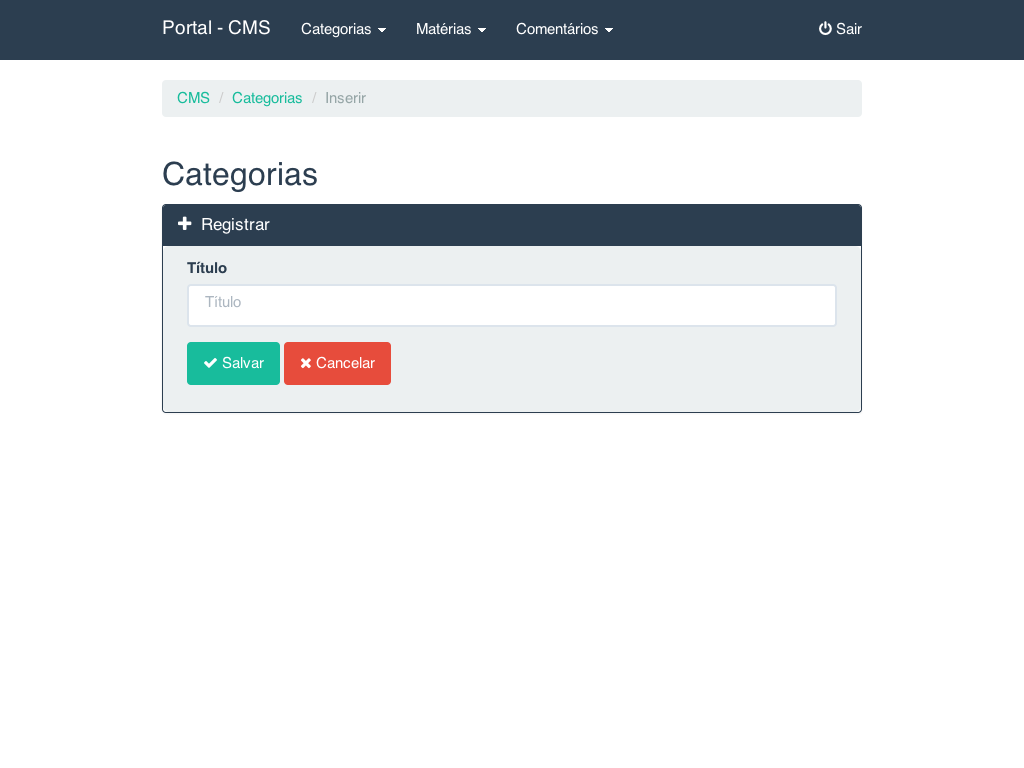 Portal - CMS Categorias Matérias Comentários Sair
CMS / Categorias / Inserir
Categorias
Registrar
Título
Título
Salvar Cancelar